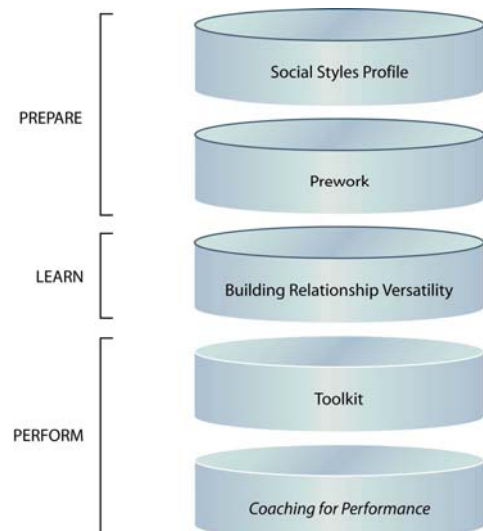 PREPARE
Social Styles Profile
Prework
LEARN
Building Relationship Versatility
PERFORM
Toolkit
Coaching for Performance